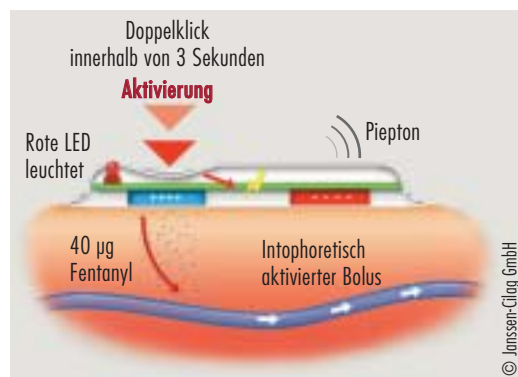 Doppelklick
innerhalb von 3 Sekunden
Aktivierung
Rote LED
leuchtet
Piepton
40 µg
Fentanyl
Intophoretisch
aktivierter Bolus
© Janssen-Cilag GmbH